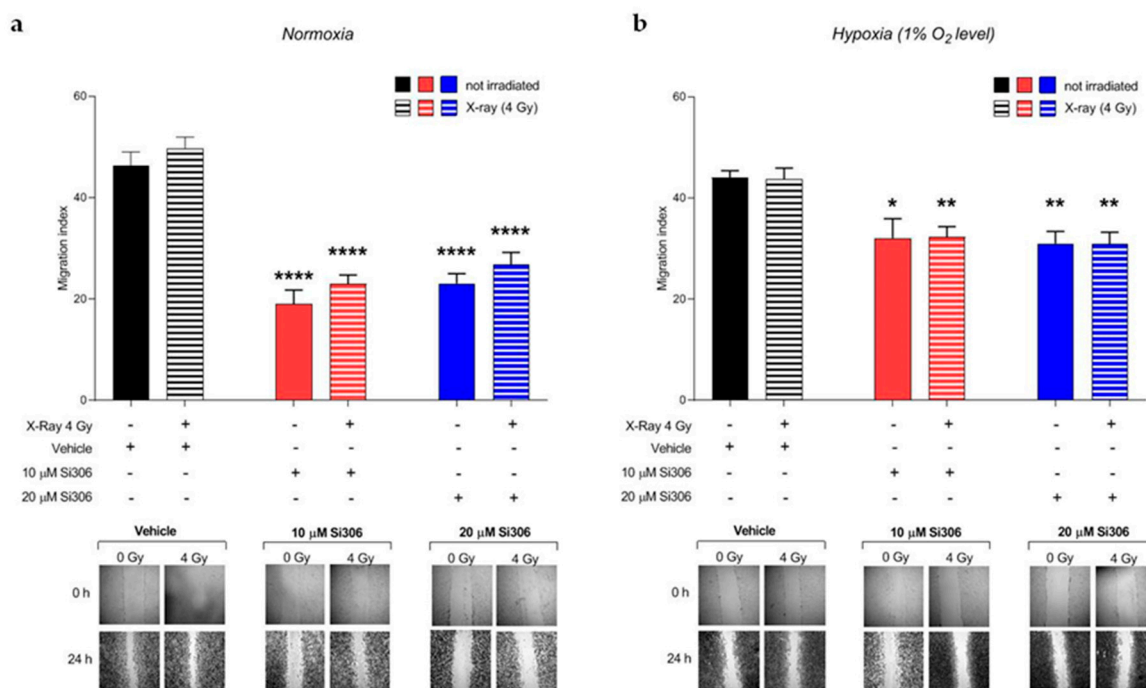 a
Normoxia
not irradiated
X-ray (4 Gy)
60
40
20
0
Migration index
****
****
****
****
X-Ray 4 Gy - + - + - +
Vehicle + + - - - -
10 µM Si306 - - + + - -
20 µM Si306 - - - - + +
Vehicle 10 µM Si306 20 µM Si306
0 Gy 4 Gy 0 Gy 4 Gy 0 Gy 4 Gy
0 h
24 h
b
Hypoxia (1% O2 level)
not irradiated
X-ray (4 Gy)
60
40
20
0
Migration index
*
**
**
**
X-Ray 4 Gy - + - + - +
Vehicle + + - - - -
10 µM Si306 - - + + - -
20 µM Si306 - - - - + +
Vehicle 10 µM Si306 20 µM Si306
0 Gy 4 Gy 0 Gy 4 Gy 0 Gy 4 Gy
0 h
24 h